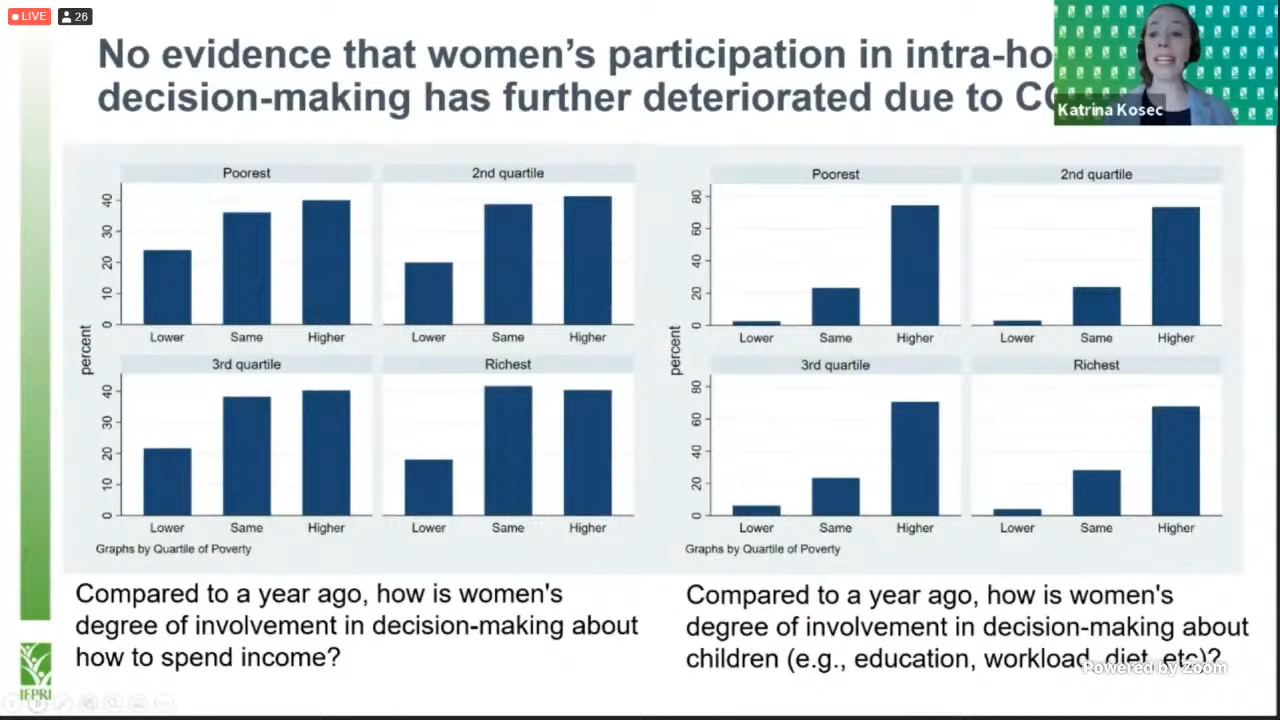 LIVE 26
No evidence that women's participation in intra-ho
decision-making has further deteriorated due to CO
Katrina Kosec
Poorest
2nd quartile
40
30
20
10
0
Lower Same Higher
Lower Same Higher
percent
3rd quartile
Richest
40
30
20
10
0
Lower Same Higher
Lower Same Higher
Graphs by Quartile of Poverty
Poorest
2nd quartile
80
60
40
20
0
Lower Same Higher
Lower Same Higher
percent
3rd quartile
Richest
80
60
40
20
0
Lower Same Higher
Lower Same Higher
Graphs by Quartile of Poverty
Compared to a year ago, how is women's
degree of involvement in decision-making about
how to spend income?
Compared to a year ago, how is women's
degree of involvement in decision-making about
children (e.g., education, workload, diet, etc)?
Powered by Zoom
IFPRI